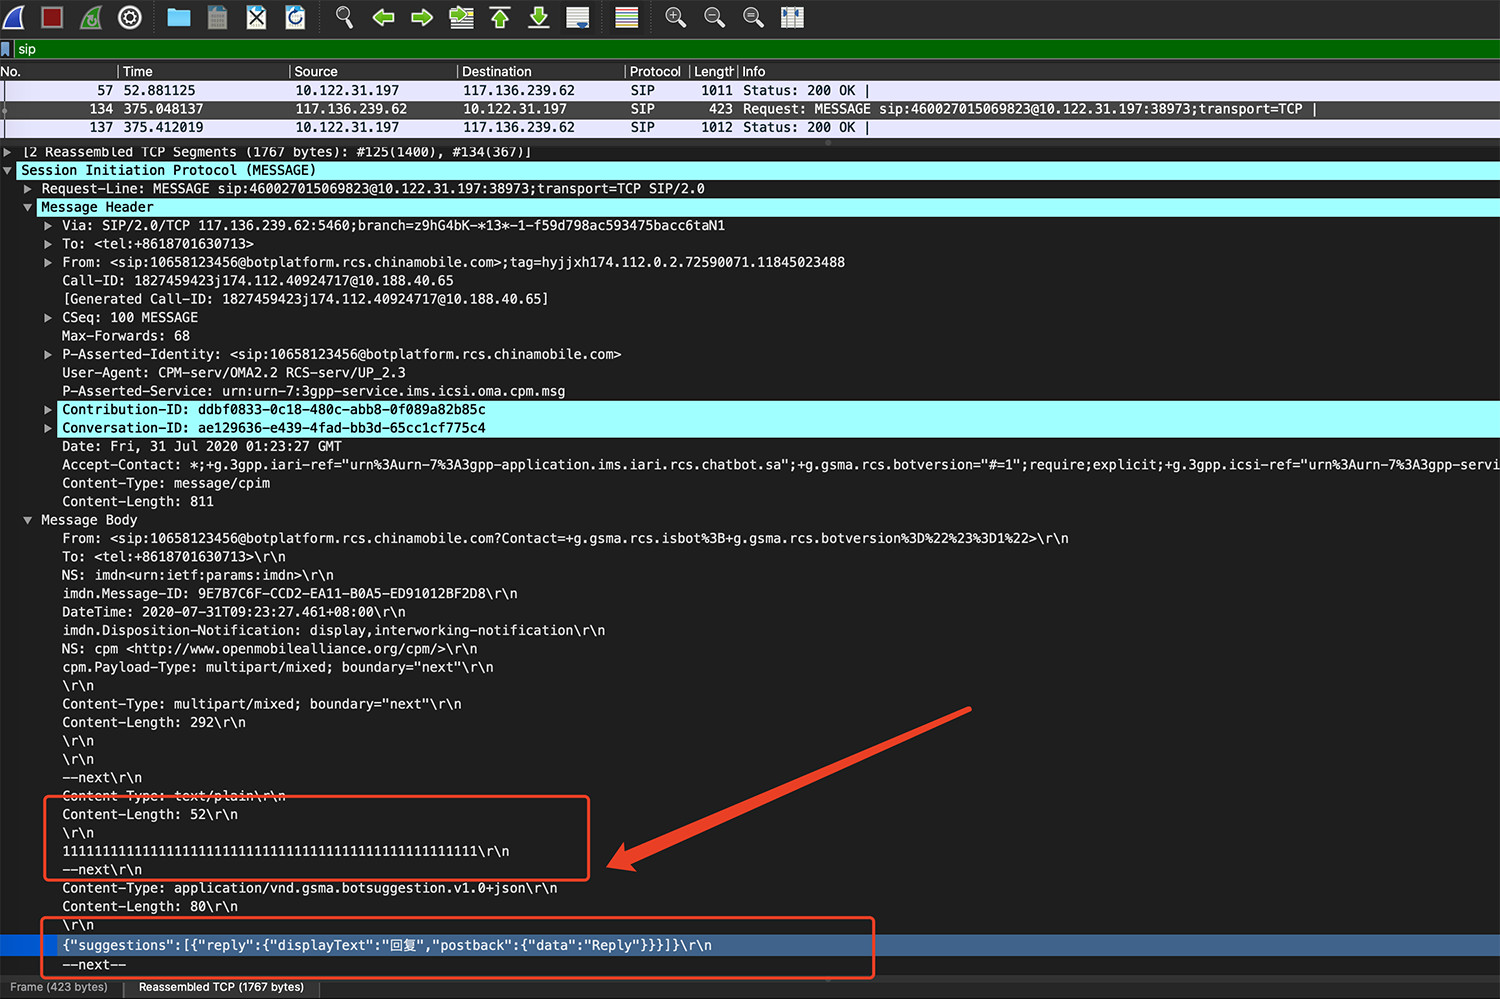 sip
No. Time Source Destination Protocol Length Info
57 52.881125 10.122.31.197 117.136.239.62 SIP 1011 Status: 200 OK |
134 375.048137 117.136.239.62 10.122.31.197 SIP 423 Request: MESSAGE sip:460027015069823@10.122.31.197:38973;transport=TCP |
137 375.412019 10.122.31.197 117.136.239.62 SIP 1012 Status: 200 OK |
[2 Reassembled TCP Segments (1767 bytes): #125(1400), #134(367)]
Session Initiation Protocol (MESSAGE)
Request-Line: MESSAGE sip:460027015069823@10.122.31.197:38973;transport=TCP SIP/2.0
Message Header
Via: SIP/2.0/TCP 117.136.239.62:5460;branch=z9hG4bK-*13*-1-f59d798ac593475bacc6taN1
To: <tel:+8618701630713>
From: <sip:10658123456@botplatform.rcs.chinamobile.com>;tag=hyjjxh174.112.0.2.72590071.11845023488
Call-ID: 1827459423j174.112.40924717@10.188.40.65
[Generated Call-ID: 1827459423j174.112.40924717@10.188.40.65]
CSeq: 100 MESSAGE
Max-Forwards: 68
P-Asserted-Identity: <sip:10658123456@botplatform.rcs.chinamobile.com>
User-Agent: CPM-serv/OMA2.2 RCS-serv/UP_2.3
P-Asserted-Service: urn:urn-7:3gpp-service.ims.icsi.oma.cpm.msg
Contribution-ID: ddbf0833-0c18-480c-abb8-0f089a82b85c
Conversation-ID: ae129636-e439-4fad-bb3d-65cc1cf775c4
Date: Fri, 31 Jul 2020 01:23:27 GMT
Accept-Contact: *;+g.3gpp.iari-ref="urn%3Aurn-7%3A3gpp-application.ims.iari.rcs.chatbot.sa";+g.gsma.rcs.botversion="#=1";require;explicit;+g.3gpp.icsi-ref="urn%3Aurn-7%3A3gpp-servi
Content-Type: message/cpim
Content-Length: 811
Message Body
From: <sip:10658123456@botplatform.rcs.chinamobile.com?Contact=+g.gsma.rcs.isbot%3B+g.gsma.rcs.botversion%3D%22%23%3D1%22>\r\n
To: <tel:+8618701630713>\r\n
NS: imdn<urn:ietf:params:imdn>\r\n
imdn.Message-ID: 9E7B7C6F-CCD2-EA11-B0A5-ED91012BF2D8\r\n
DateTime: 2020-07-31T09:23:27.461+08:00\r\n
imdn.Disposition-Notification: display,interworking-notification\r\n
NS: cpm <http://www.openmobilealliance.org/cpm/>\r\n
cpm.Payload-Type: multipart/mixed; boundary="next"\r\n
\r\n
Content-Type: multipart/mixed; boundary="next"\r\n
Content-Length: 292\r\n
\r\n
\r\n
--next\r\n
Content-Type: text/plain\r\n
Content-Length: 52\r\n
\r\n
1111111111111111111111111111111111111111111111111111\r\n
--next\r\n
Content-Type: application/vnd.gsma.botsuggestion.v1.0+json\r\n
Content-Length: 80\r\n
\r\n
{"suggestions":[{"reply":{"displayText":"回复","postback":{"data":"Reply"}}}]}\r\n
--next--
Frame (423 bytes) Reassembled TCP (1767 bytes)